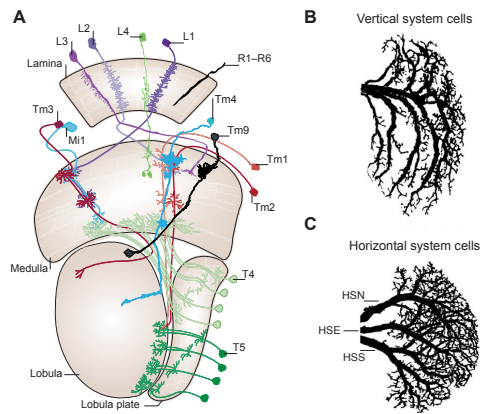 A
L3
L2
L4
L1
Lamina
R1–R6
Tm3
Mi1
Tm4
Tm9
Tm1
Tm2
Medulla
T4
T5
Lobula
Lobula plate
B
Vertical system cells
C
Horizontal system cells
HSN
HSE
HSS